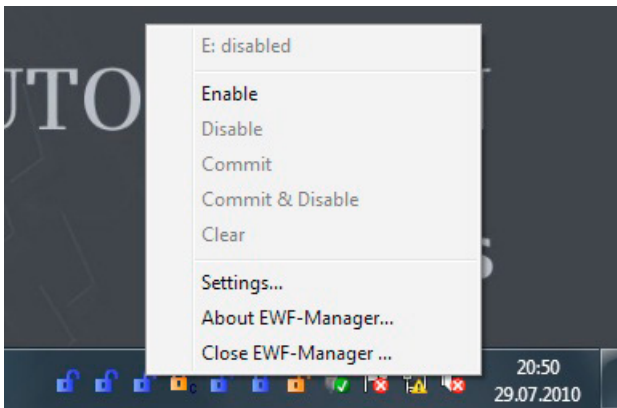 UTO
E: disabled
Enable
Disable
Commit
Commit & Disable
Clear
Settings...
About EWF-Manager...
Close EWF-Manager ...
c
20:50
29.07.2010